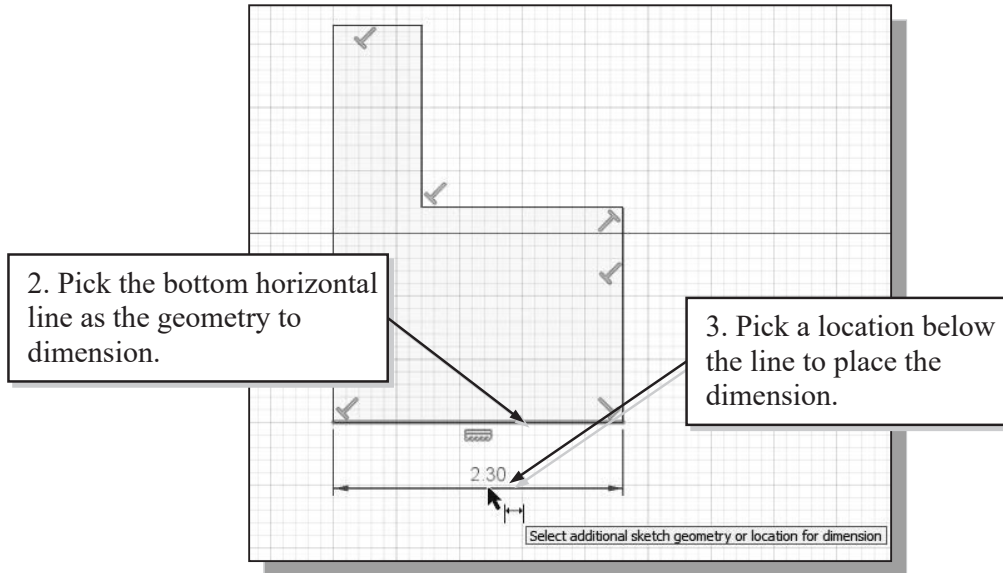 2. Pick the bottom horizontal
line as the geometry to
dimension.
3. Pick a location below
the line to place the
dimension.
2.30
Select additional sketch geometry or location for dimension